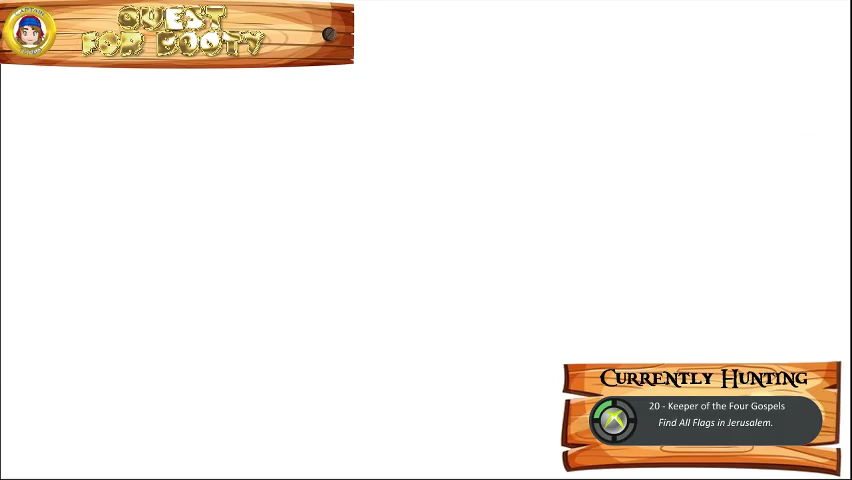 QUEST
FOR BOOTY
CURRENTLY HUNTING
20 - Keeper of the Four Gospels
Find All Flags in Jerusalem.